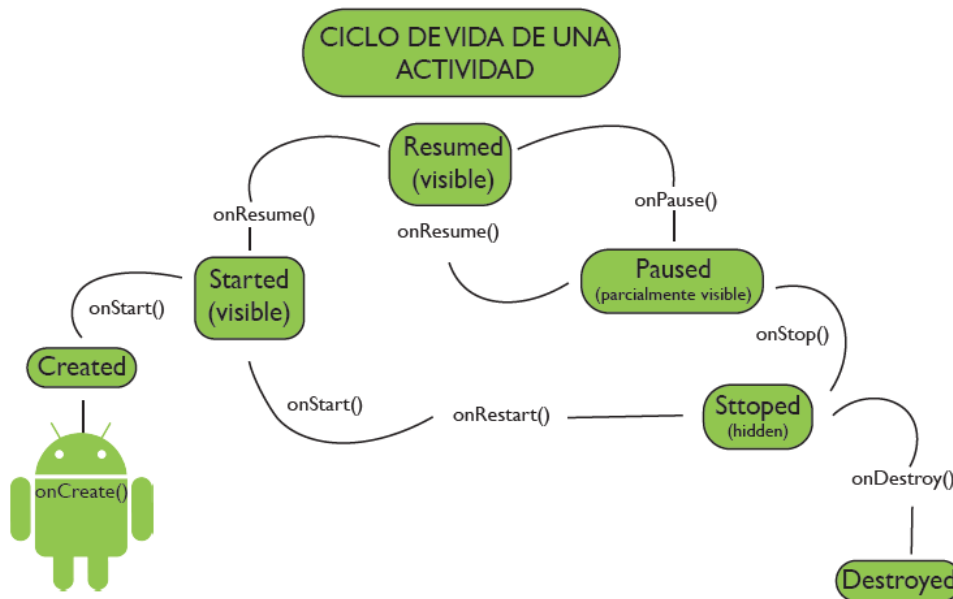 CICLO DE VIDA DE UNA
ACTIVIDAD
Resumed
(visible)
onResume()
onPause()
onResume()
Started
(visible)
Paused
(parcialmente visible)
onStart()
onStop()
Created
onStart()
onRestart()
Sttoped
(hidden)
onCreate()
onDestroy()
Destroyed